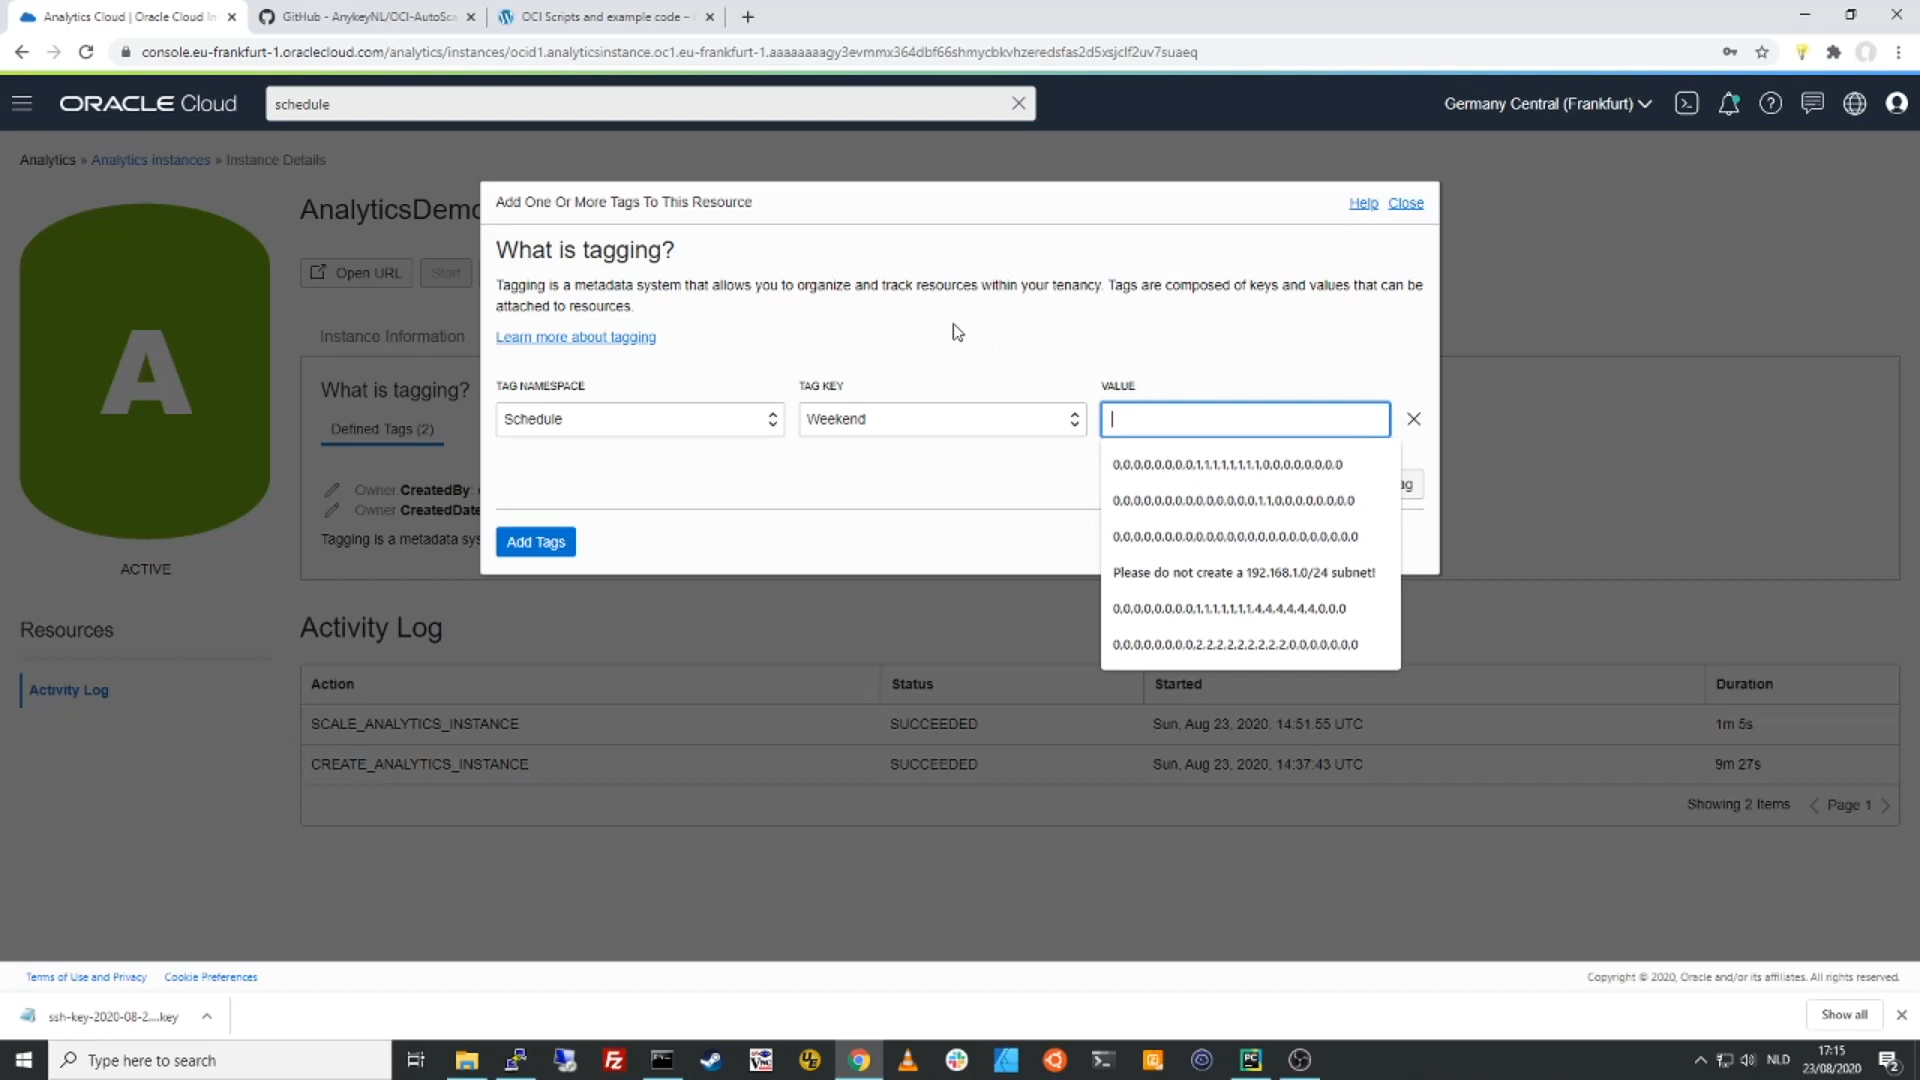 Analytics Cloud | Oracle Cloud In
GitHub - AnykeyNL/OCI-AutoSca
OCI Scripts and example code –
console.eu-frankfurt-1.oraclecloud.com/analytics/instances/ocid1.analyticsinstance.oc1.eu-frankfurt-1.aaaaaaaagy3evmmx364dbf66shmycbkvhzeredsfas2d5xsjclf2uv7suaeq
ORACLE Cloud
schedule
Germany Central (Frankfurt)
Analytics » Analytics instances » Instance Details
Add One Or More Tags To This Resource
Help Close
AnalyticsDemo
What is tagging?
Open URL
Start
Tagging is a metadata system that allows you to organize and track resources within your tenancy. Tags are composed of keys and values that can be
attached to resources.
Instance Information
Learn more about tagging
What is tagging?
TAG NAMESPACE TAG KEY VALUE
Schedule Weekend
Defined Tags (2)
0,0,0,0,0,0,0,0,1,1,1,1,1,1,1,1,0,0,0,0,0,0,0,0
ag
Owner CreatedBy:
0,0,0,0,0,0,0,0,0,0,0,0,0,0,1,1,0,0,0,0,0,0,0,0
Owner CreatedDate
Tagging is a metadata sys
0,0,0,0,0,0,0,0,0,0,0,0,0,0,0,0,0,0,0,0,0,0,0,0
Add Tags
ACTIVE
Please do not create a 192.168.1.0/24 subnet!
0,0,0,0,0,0,0,0,1,1,1,1,1,1,4,4,4,4,4,4,0,0,0
0,0,0,0,0,0,0,0,2,2,2,2,2,2,2,2,2,0,0,0,0,0,0,0
Resources
Activity Log
Activity Log
Action Status Started Duration
SCALE_ANALYTICS_INSTANCE SUCCEEDED Sun, Aug 23, 2020, 14:51:55 UTC 1m 5s
CREATE_ANALYTICS_INSTANCE SUCCEEDED Sun, Aug 23, 2020, 14:37:43 UTC 9m 27s
Showing 2 Items Page 1
Terms of Use and Privacy Cookie Preferences
Copyright © 2020, Oracle and/or its affiliates. All rights reserved.
ssh-key-2020-08-2....key
Show all
Type here to search
NLD
17:15
23/08/2020
2